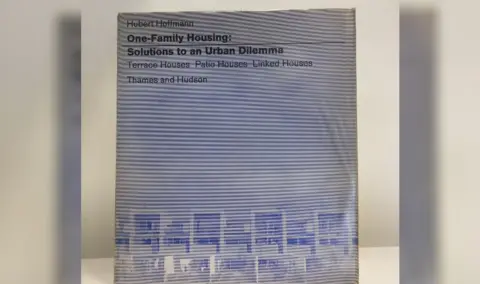 Hubert Hoffmann
One-Family Housing:
Solutions to an Urban Dilemma
Terrace Houses Patio Houses Linked Houses
Thames and Hudson